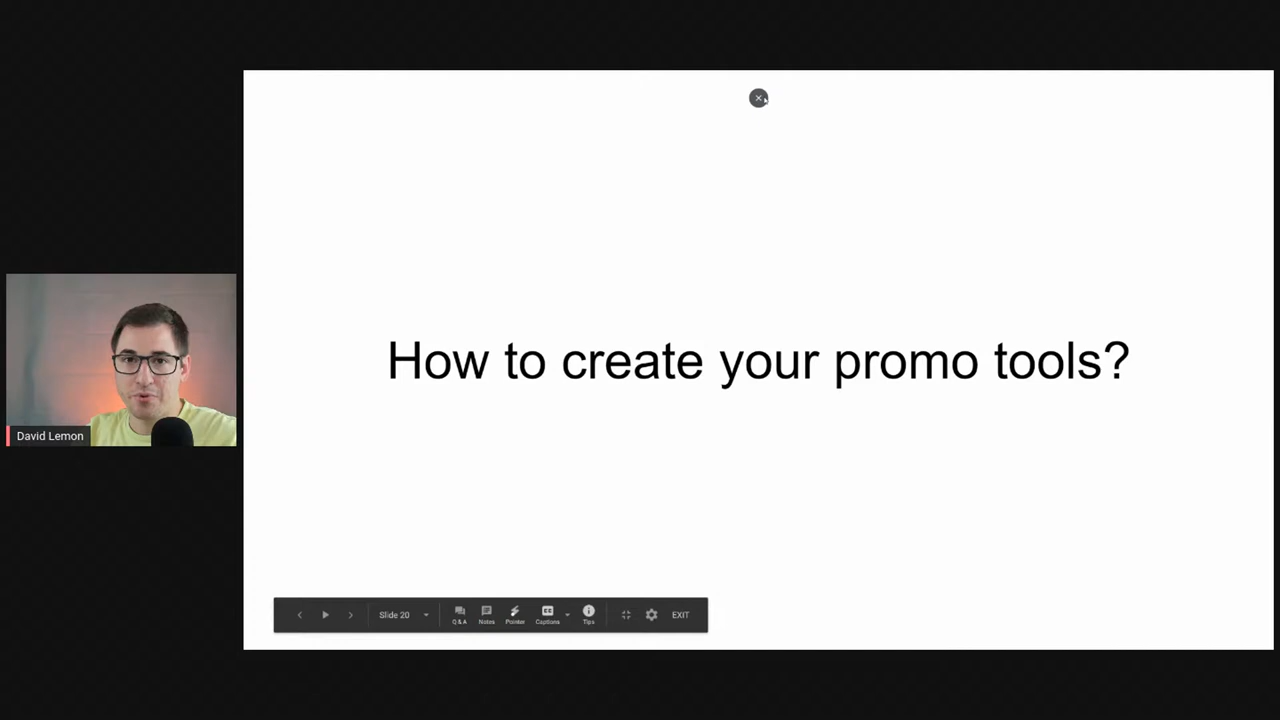 How to create your promo tools?
David Lemon
Slide 20
Q & A
Notes
Pointer
Captions
Tips
EXIT